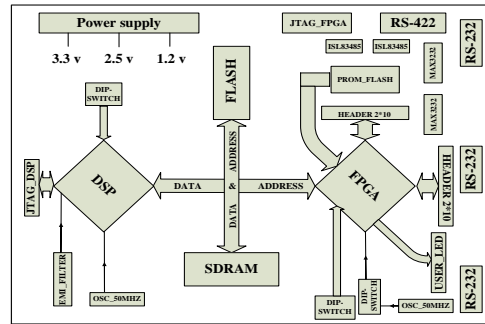 Power supply
3.3 v
2.5 v
1.2 v
JTAG_FPGA
RS-422
RS-232
ISL83485
ISL83485
MAX3232
DIP-
SWITCH
FLASH
PROM_FLASH
HEADER 2*10
MAX3232
ADDRESS
JTAG_DSP
DSP
DATA
&
ADDRESS
FPGA
HEADER 2*10
RS-232
DATA
EMI_FILTER
SDRAM
USER_LED
OSC_50MHZ
DIP-
SWITCH
DIP-
SWITCH
OSC_50MHZ
RS-232